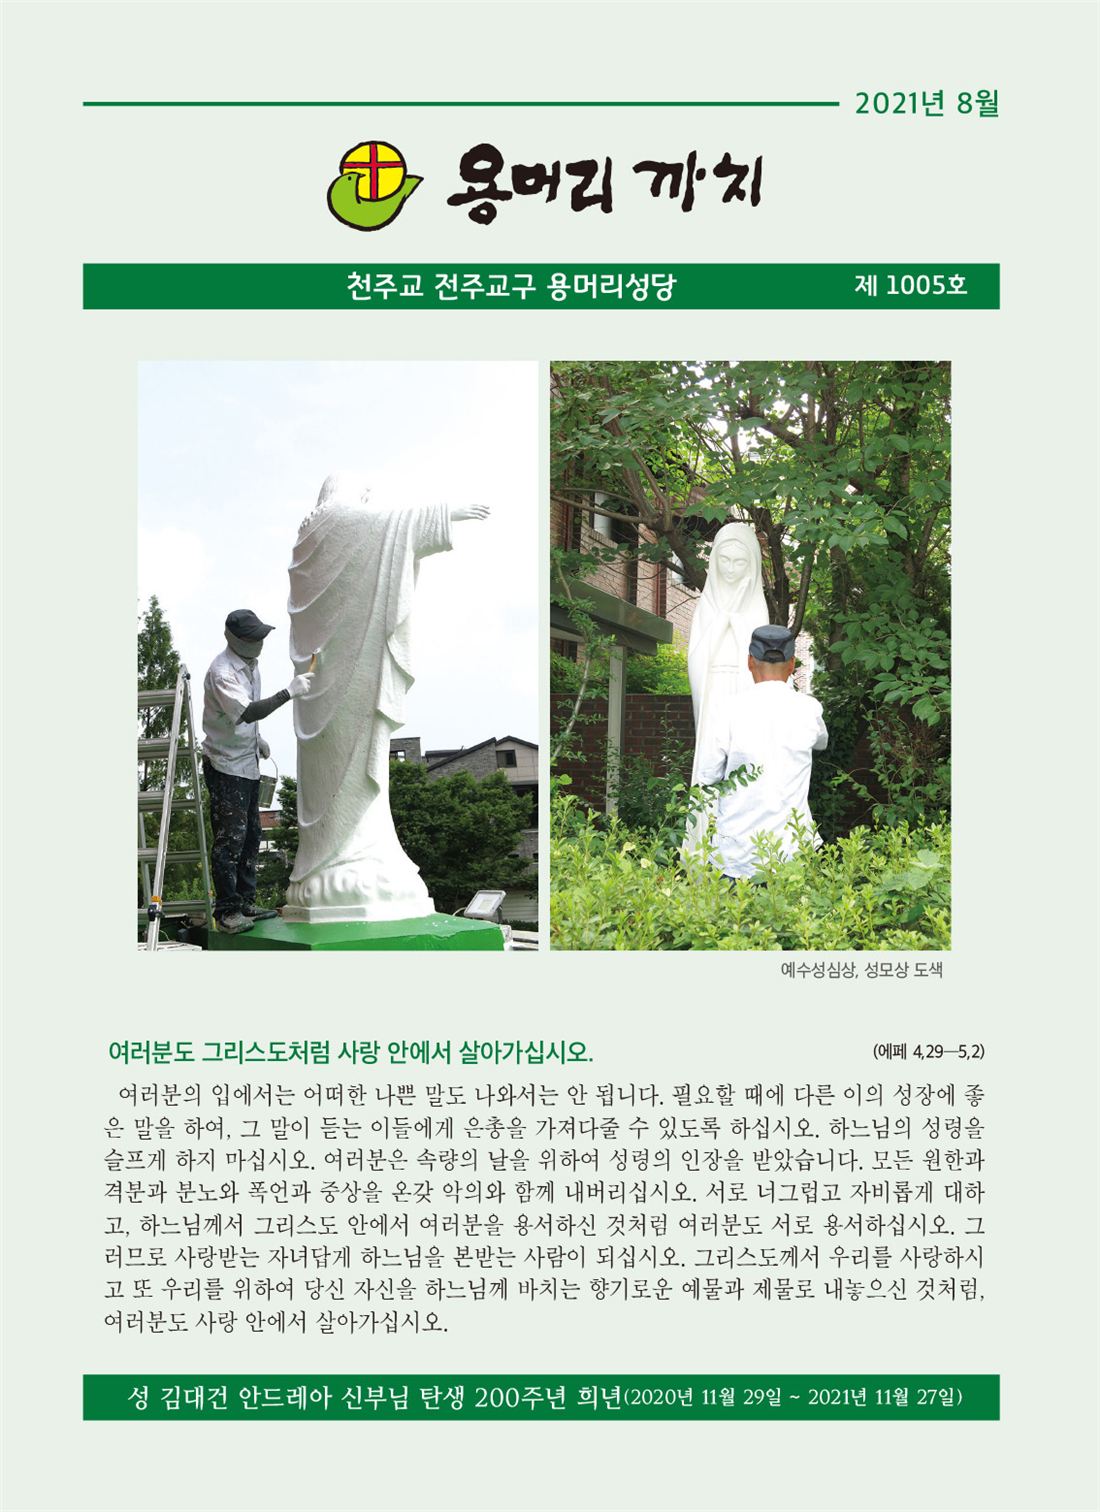 2021년 8월
용머리 까치
천주교 전주교구 용머리성당 제 1005호
예수성심상, 성모상 도색
여러분도 그리스도처럼 사랑 안에서 살아가십시오. (에페 4,29—5,2)
여러분의 입에서는 어떠한 나쁜 말도 나와서는 안 됩니다. 필요할 때에 다른 이의 성장에 좋
은 말을 하여, 그 말이 듣는 이들에게 은총을 가져다줄 수 있도록 하십시오. 하느님의 성령을
슬프게 하지 마십시오. 여러분은 속량의 날을 위하여 성령의 인장을 받았습니다. 모든 원한과
격분과 분노와 폭언과 중상을 온갖 악의와 함께 내버리십시오. 서로 너그럽고 자비롭게 대하
고, 하느님께서 그리스도 안에서 여러분을 용서하신 것처럼 여러분도 서로 용서하십시오. 그
러므로 사랑받는 자녀답게 하느님을 본받는 사람이 되십시오. 그리스도께서 우리를 사랑하시
고 또 우리를 위하여 당신 자신을 하느님께 바치는 향기로운 예물과 제물로 내놓으신 것처럼,
여러분도 사랑 안에서 살아가십시오.
성 김대건 안드레아 신부님 탄생 200주년 희년(2020년 11월 29일 ~ 2021년 11월 27일)